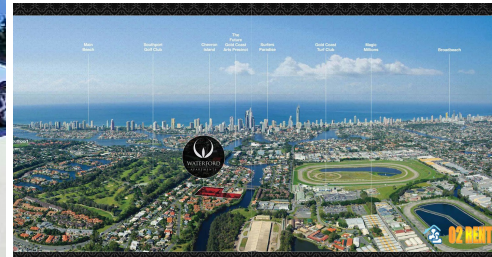 Main
Beach
Southport
Golf Club
Chevron
Island
The
Future
Gold Coast
Arts Precinct
Surfers
Paradise
Gold Coast
Turf Club
Magic
Millions
Broadbeach
WATERFORD
02 RENT